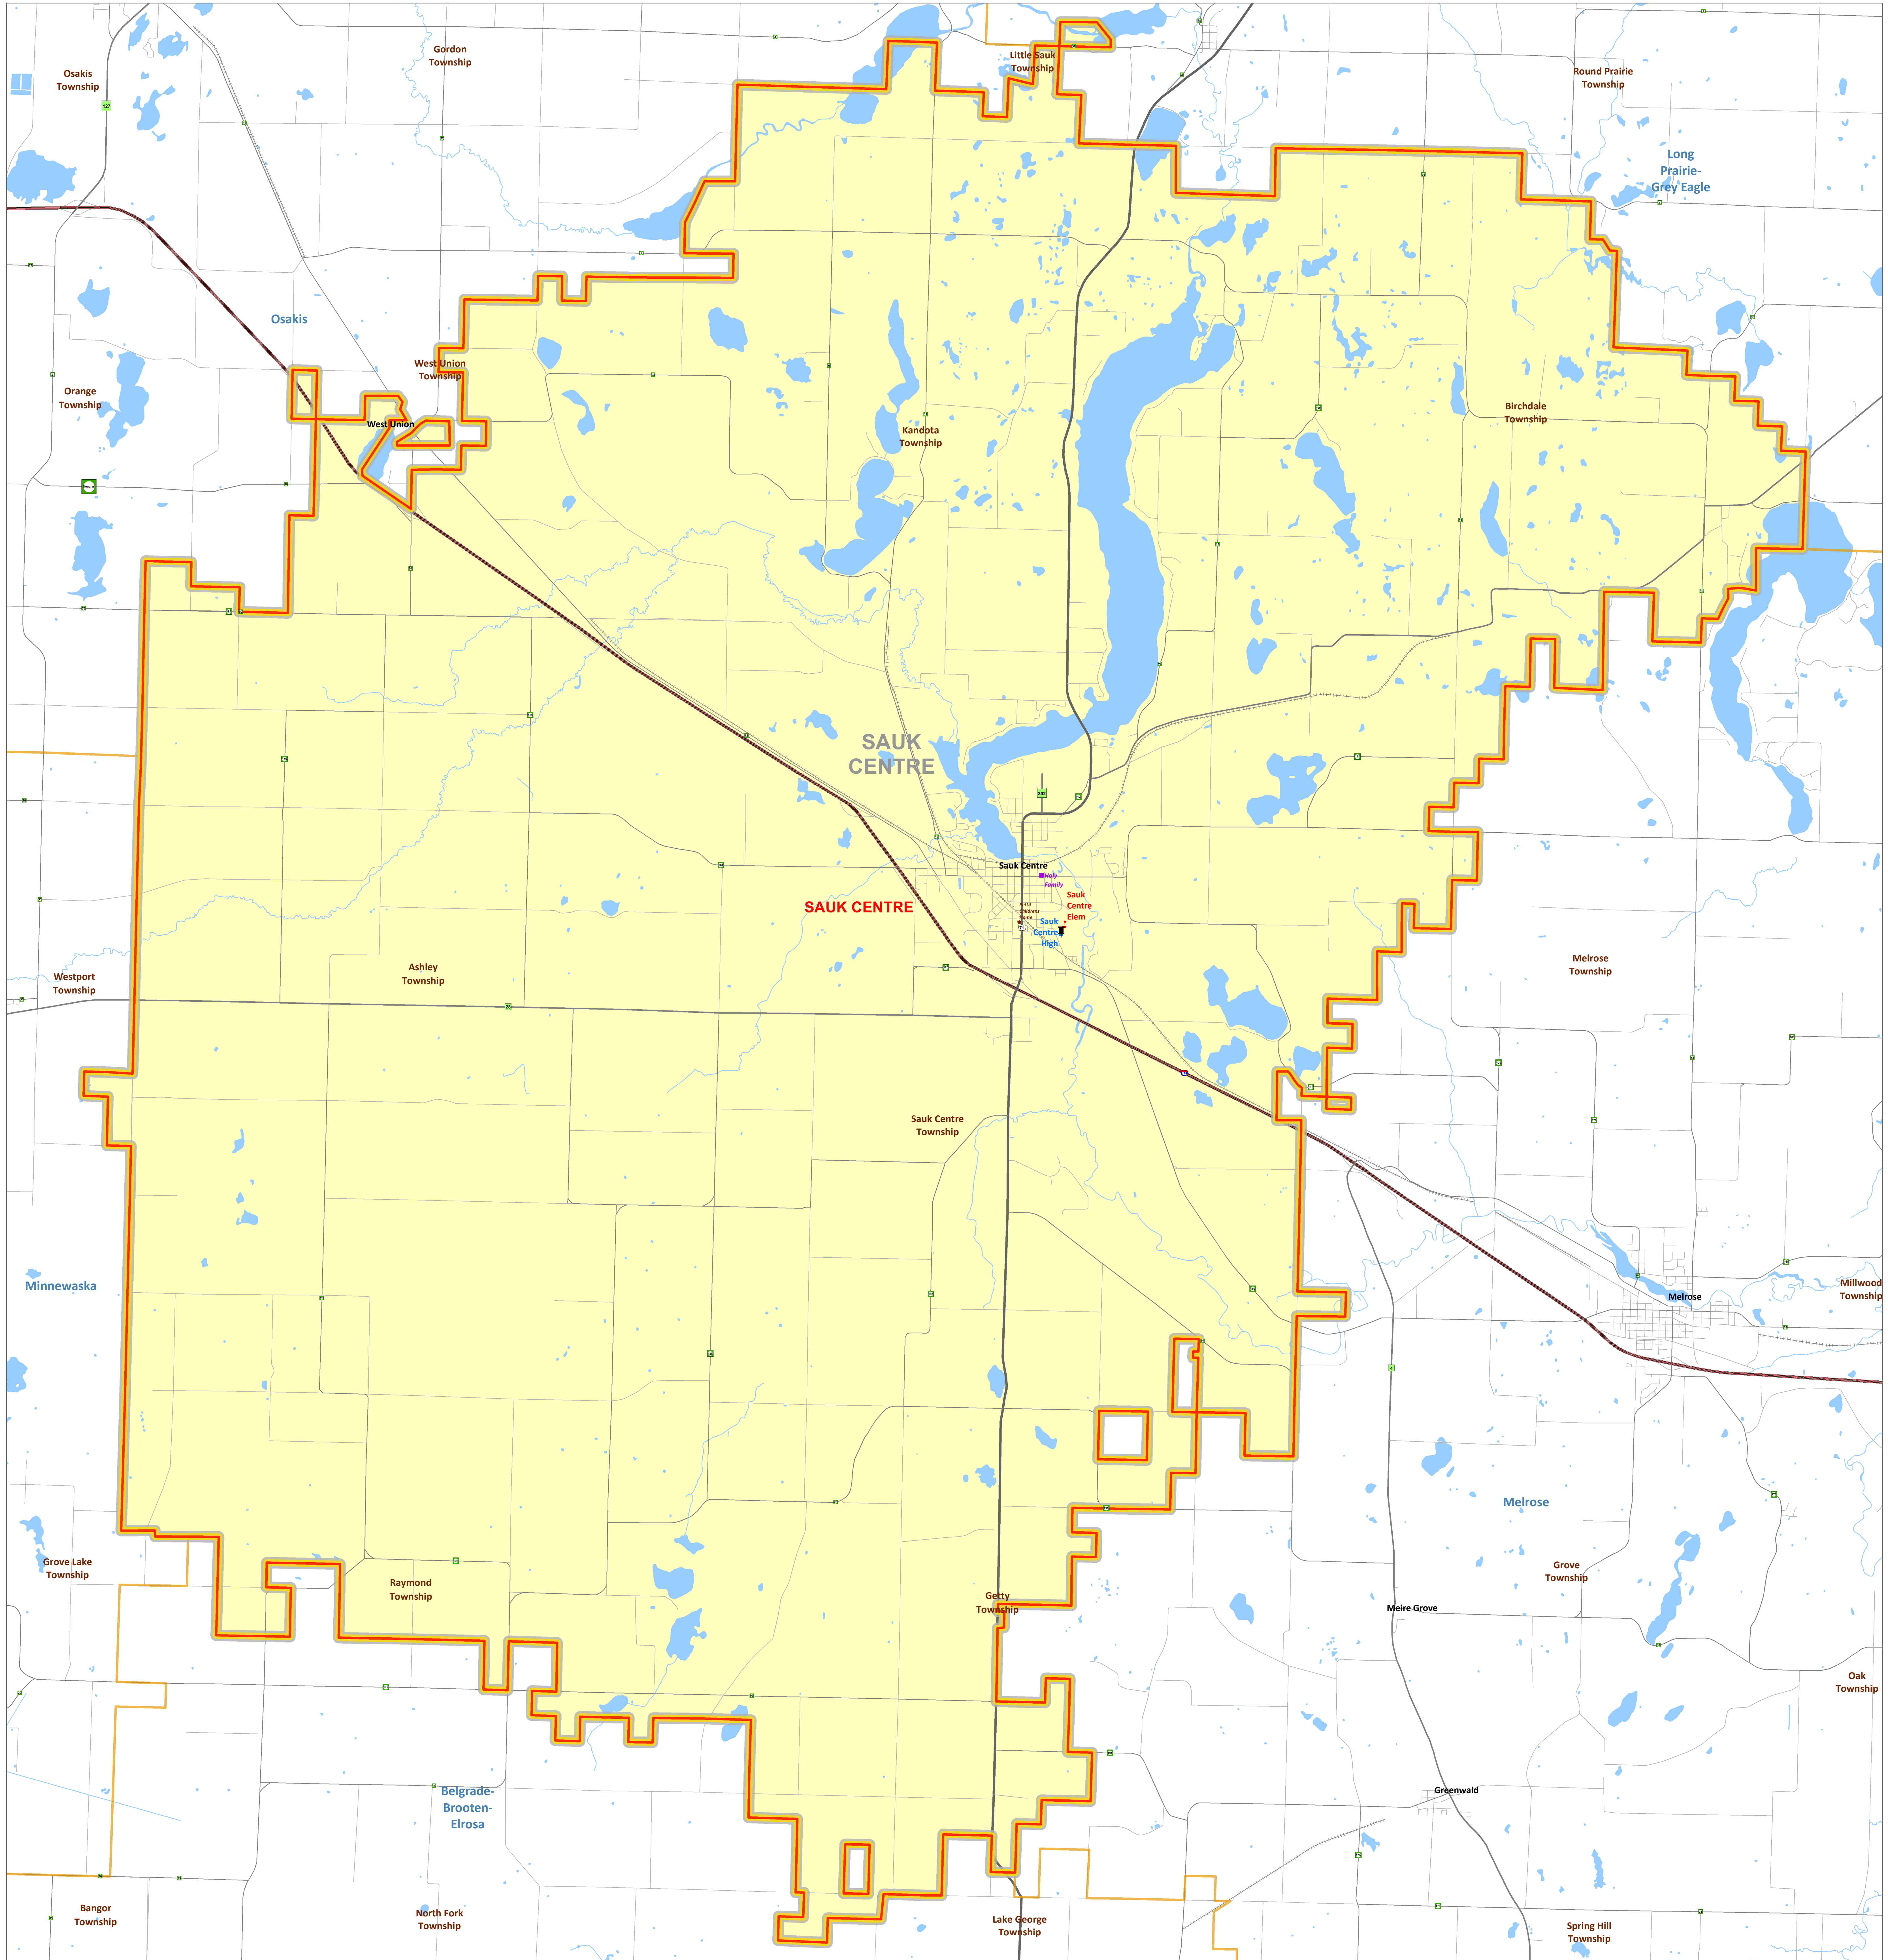 Gordon
Township
Little Sauk
Township
Osakis
Township
Round Prairie
Township
127
Long
Prairie-
Grey Eagle
Osakis
West Union
Township
Orange
Township
West Union
Birchdale
Township
Kandota
Township
SAUK
CENTRE
302
Sauk Centre
Holy
Family
Sauk
Centre
Elem
SAUK CENTRE
Sauk
Centre
High
Westport
Township
Ashley
Township
Melrose
Township
28
Sauk Centre
Township
Minnewaska
Millwood
Township
Melrose
4
Melrose
Grove Lake
Township
Raymond
Township
Grove
Township
Getty
Township
Meire Grove
Oak
Township
Belgrade-
Brooten-
Elrosa
Greenwald
Bangor
Township
North Fork
Township
Lake George
Township
Spring Hill
Township